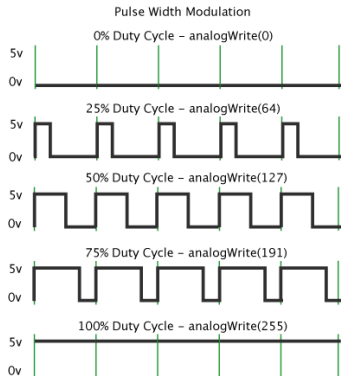 Pulse Width Modulation
0% Duty Cycle – analogWrite(0)
5v
0v
25% Duty Cycle – analogWrite(64)
5v
0v
50% Duty Cycle – analogWrite(127)
5v
0v
75% Duty Cycle – analogWrite(191)
5v
0v
100% Duty Cycle – analogWrite(255)
5v
0v